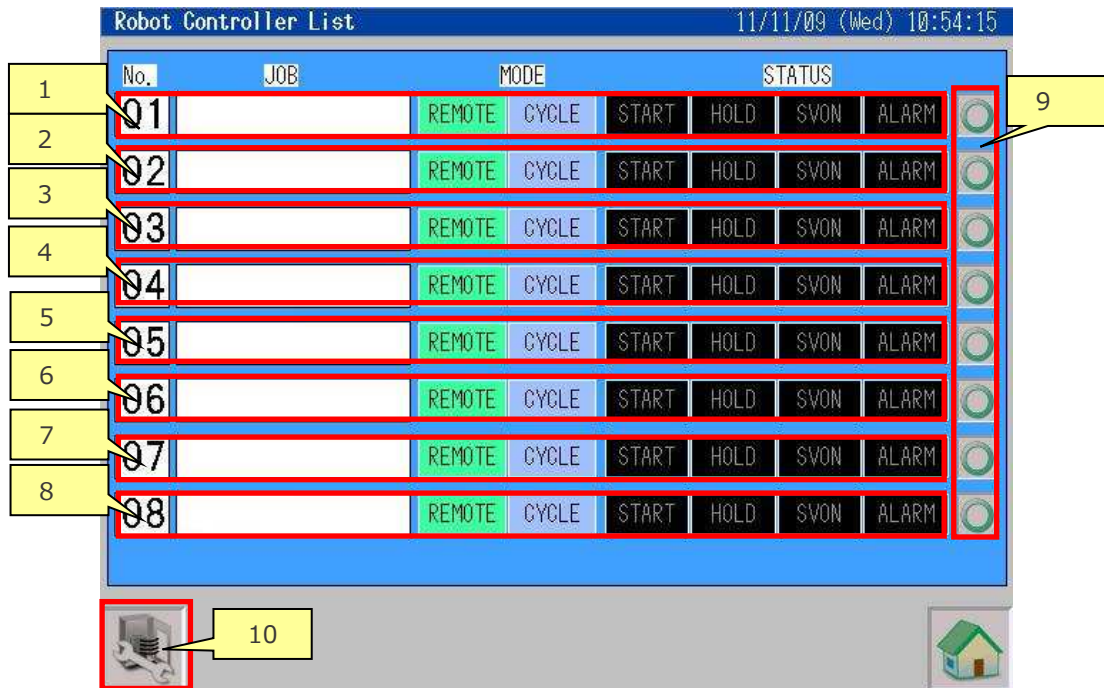 Robot Controller List 11/11/09 (Wed) 10:54:15
No. JOB MODE STATUS
1
01 REMOTE CYCLE START HOLD SVON ALARM
9
2
02 REMOTE CYCLE START HOLD SVON ALARM
3
03 REMOTE CYCLE START HOLD SVON ALARM
4
04 REMOTE CYCLE START HOLD SVON ALARM
5
05 REMOTE CYCLE START HOLD SVON ALARM
6
06 REMOTE CYCLE START HOLD SVON ALARM
7
07 REMOTE CYCLE START HOLD SVON ALARM
8
08 REMOTE CYCLE START HOLD SVON ALARM
10